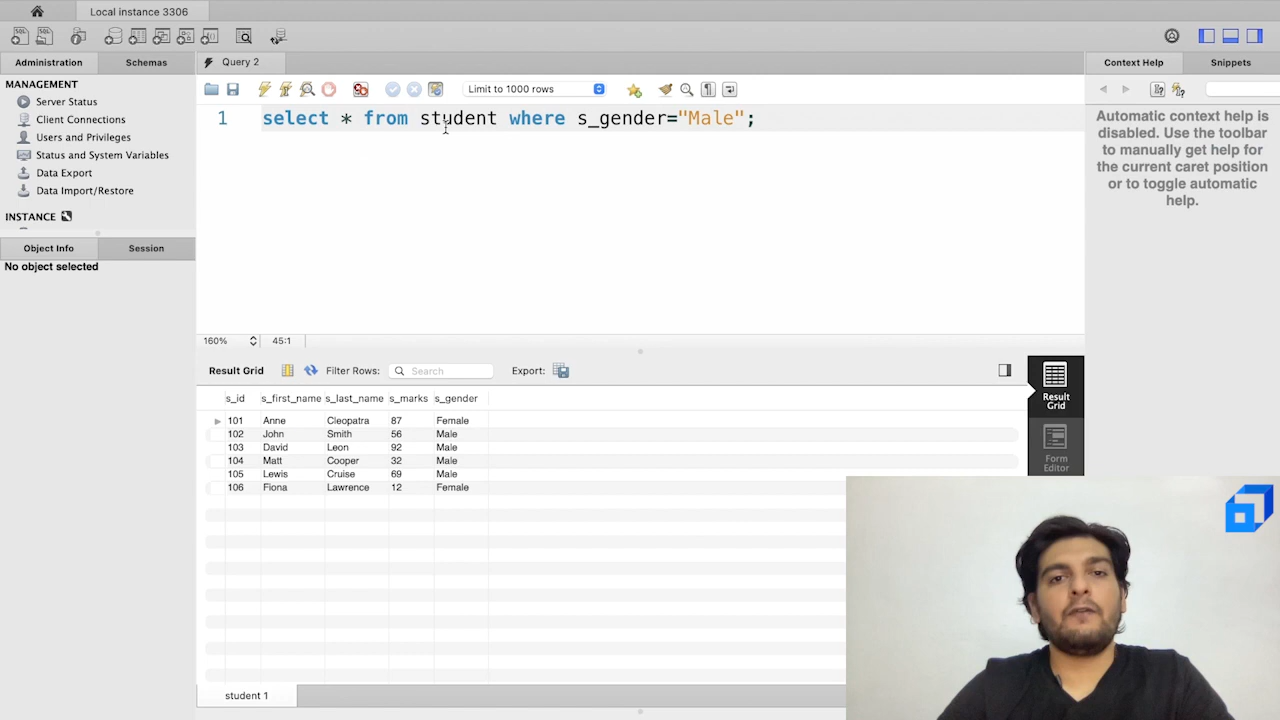 Local instance 3306
Administration Schemas
Query 2
Context Help Snippets
MANAGEMENT
Server Status
Client Connections
Users and Privileges
Status and System Variables
Data Export
Data Import/Restore
INSTANCE
Object Info Session
No object selected
Limit to 1000 rows
1 select * from student where s_gender="Male";
Automatic context help is
disabled. Use the toolbar
to manually get help for
the current caret position
or to toggle automatic
help.
160% 45:1
Result Grid Filter Rows: Search Export:
s_id s_first_name s_last_name s_marks s_gender
101 Anne Cleopatra 87 Female
102 John Smith 56 Male
103 David Leon 92 Male
104 Matt Cooper 32 Male
105 Lewis Cruise 69 Male
106 Fiona Lawrence 12 Female
Result
Grid
Form
Editor
student 1